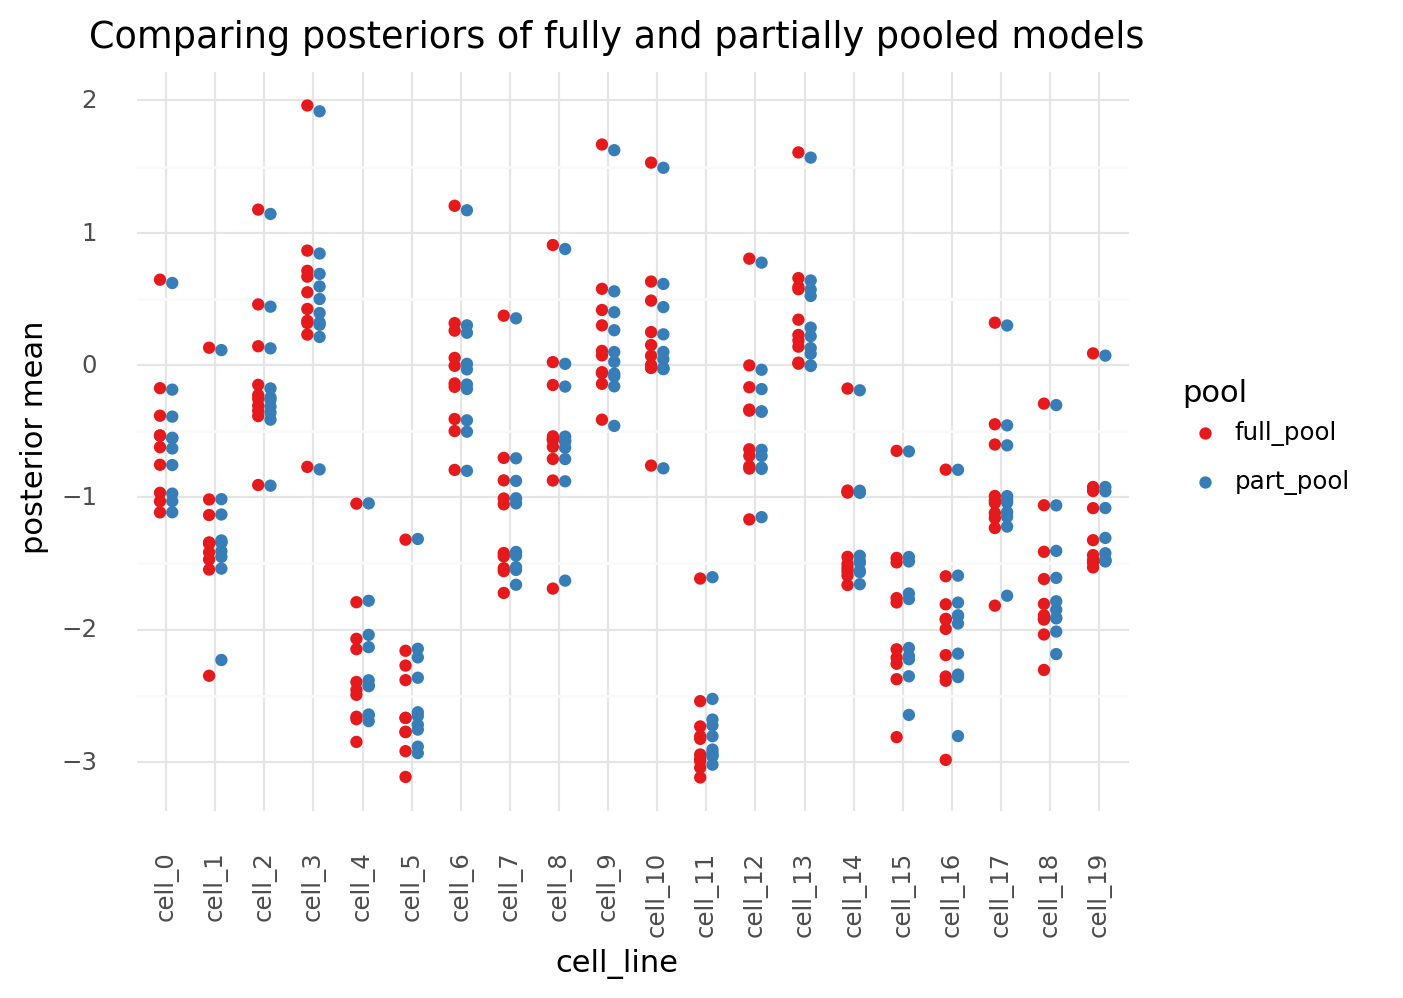 Comparing posteriors of fully and partially pooled models
posterior mean
2
1
0
−1
−2
−3
cell_0
cell_1
cell_2
cell_3
cell_4
cell_5
cell_6
cell_7
cell_8
cell_9
cell_10
cell_11
cell_12
cell_13
cell_14
cell_15
cell_16
cell_17
cell_18
cell_19
cell_line
pool
full_pool
part_pool